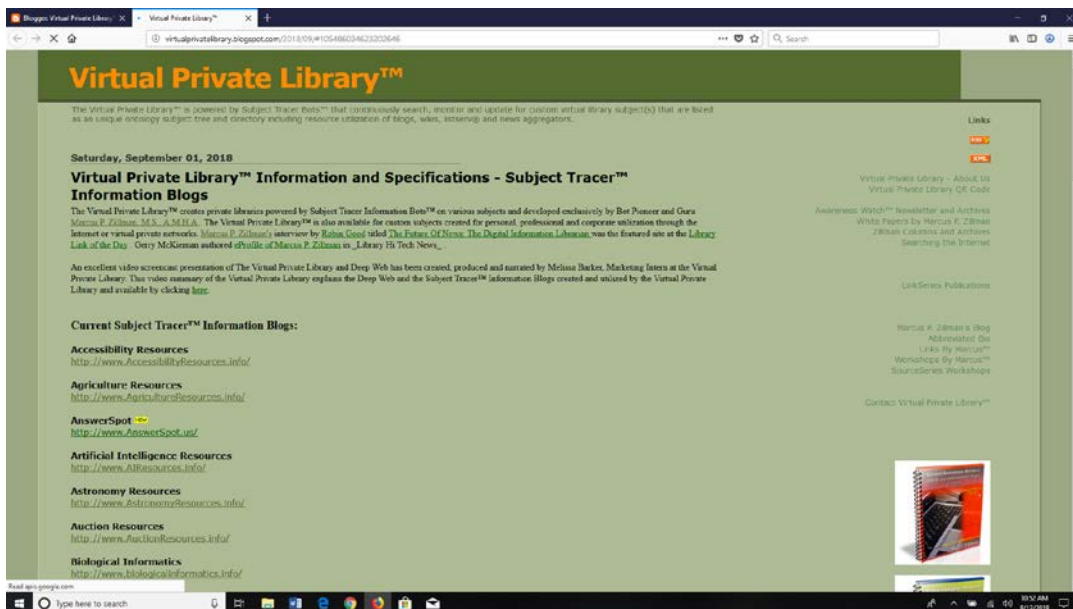 Blogger: Virtual Private Library
Virtual Private Library™
virtualprivatelibrary.blogspot.com/2018/09/#105486034623202646
Search
Virtual Private Library™
The Virtual Private Library™ is powered by Subject Tracer Bots™ that continuously search, monitor and update for custom virtual library subject(s) that are listed
as an unique ontology subject tree and directory including resource utilization of blogs, wikis, listserv® and news aggregators.
Links
RSS
XML
Saturday, September 01, 2018
Virtual Private Library™ Information and Specifications - Subject Tracer™
Information Blogs
The Virtual Private Library™ creates private libraries powered by Subject Tracer Information Bots™ on various subjects and developed exclusively by Bot Pioneer and Guru
Marcus P. Zillman, M.S., A.M.H.A. The Virtual Private Library™ is also available for custom subjects created for personal, professional and corporate utilization through the
Internet or virtual private networks. Marcus P. Zillman's interview by Robin Good titled The Future Of News: The Digital Information Librarian was the featured site at the Library
Link of the Day. Gerry McKiernan authored eProfile of Marcus P. Zillman in _Library Hi Tech News_.
An excellent video screencast presentation of The Virtual Private Library and Deep Web has been created, produced and narrated by Melissa Barker, Marketing Intern at the Virtual
Private Library. This video summary of the Virtual Private Library explains the Deep Web and the Subject Tracer™ Information Blogs created and utilized by the Virtual Private
Library and available by clicking here.
Current Subject Tracer™ Information Blogs:
Accessibility Resources
http://www.AccessibilityResources.info/
Agriculture Resources
http://www.AgricultureResources.info/
AnswerSpot NEW
http://www.AnswerSpot.us/
Artificial Intelligence Resources
http://www.AIResources.info/
Astronomy Resources
http://www.AstronomyResources.info/
Auction Resources
http://www.AuctionResources.info/
Biological Informatics
http://www.biologicalinformatics.info/
Virtual Private Library - About Us
Virtual Private Library QR Code
Awareness Watch™ Newsletter and Archives
White Papers by Marcus P. Zillman
Zillman Columns and Archives
Searching the Internet
LinkSeries Publications
Marcus P. Zillman's Blog
Abbreviated Bio
Links By Marcus™
Workshops By Marcus™
SourceSeries Workshops
Contact Virtual Private Library™
Read apis.google.com
Type here to search
10:52 AM